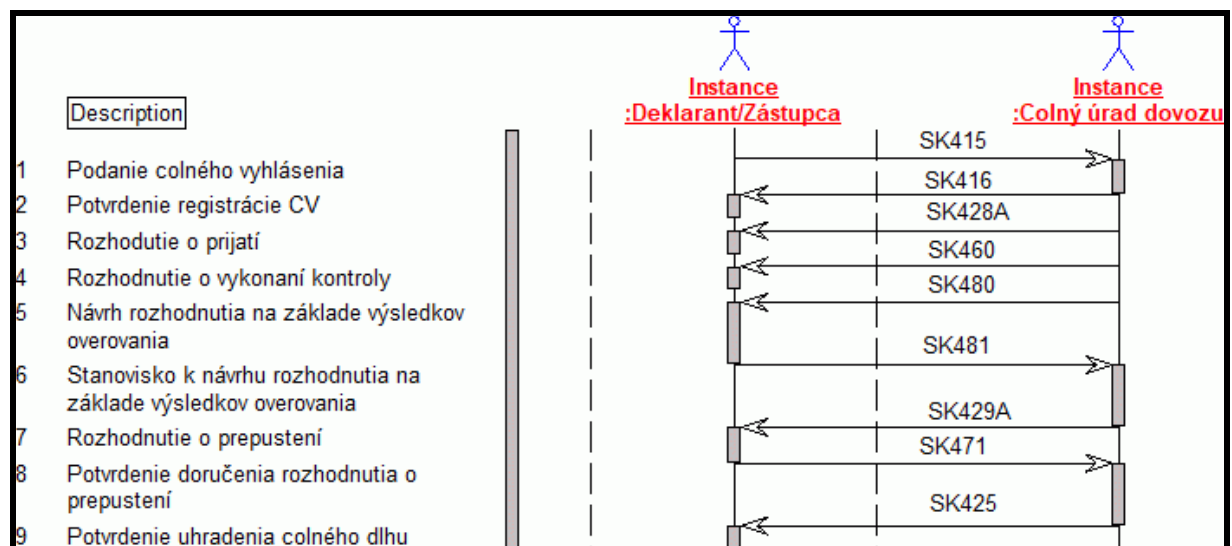 Instance Instance
Description :Deklarant/Zástupca :Colný úrad dovozu
SK415
1 Podanie colného vyhlásenia
SK416
2 Potvrdenie registrácie CV
SK428A
3 Rozhodutie o prijatí
SK460
4 Rozhodnutie o vykonaní kontroly
SK480
5 Návrh rozhodnutia na základe výsledkov
overovania
SK481
6 Stanovisko k návrhu rozhodnutia na
základe výsledkov overovania
SK429A
7 Rozhodnutie o prepustení
SK471
8 Potvrdenie doručenia rozhodnutia o
prepustení
SK425
9 Potvrdenie uhradenia colného dlhu